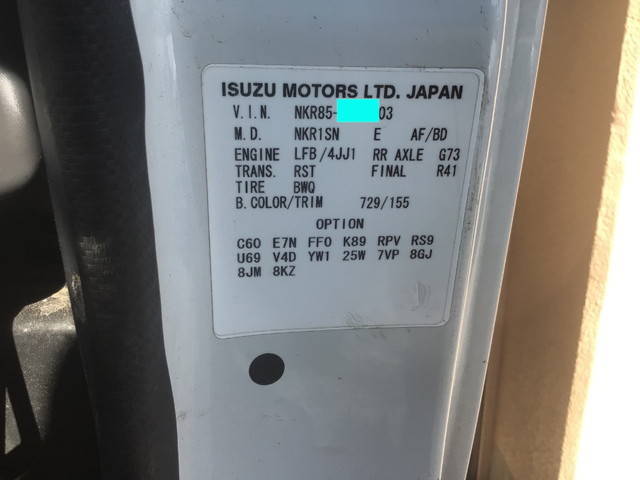 ISUZU MOTORS LTD. JAPAN
V.I.N. NKR85- 03
M.D. NKR1SN E AF/BD
ENGINE LFB/4JJ1 RR AXLE G73
TRANS. RST FINAL R41
TIRE BWQ
B.COLOR/TRIM 729/155
OPTION
C60 E7N FF0 K89 RPV RS9
U69 V4D YW1 25W 7VP 8GJ
8JM 8KZ